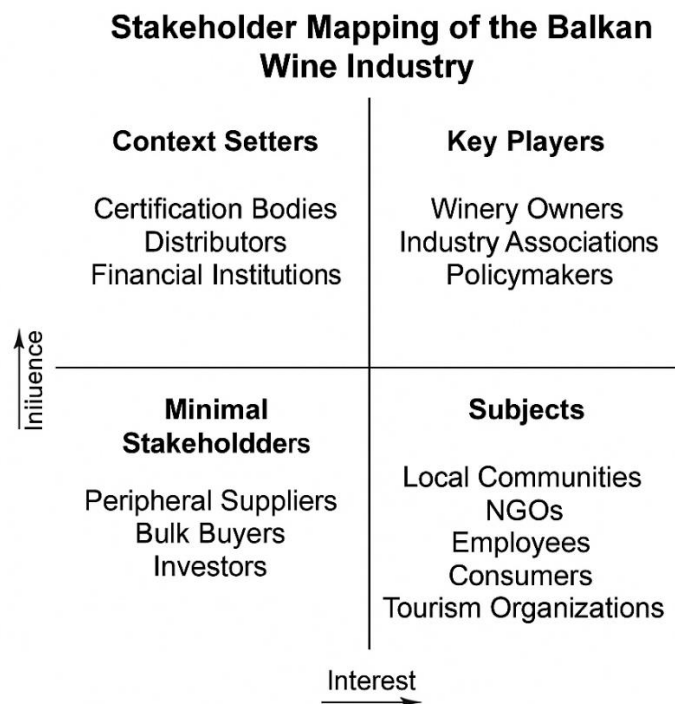 Stakeholder Mapping of the Balkan
Wine Industry
Context Setters
Certification Bodies
Distributors
Financial Institutions
Key Players
Winery Owners
Industry Associations
Policymakers
Iniiuence
Minimal
Stakeholdders
Peripheral Suppliers
Bulk Buyers
Investors
Subjects
Local Communities
NGOs
Employees
Consumers
Tourism Organizations
Interest